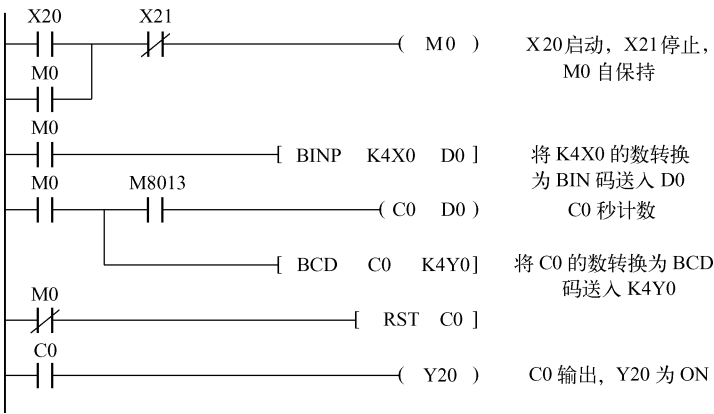 X20 X21
( M0 ) X20启动，X21停止，
M0 M0 自保持
M0
[ BINP K4X0 D0 ] 将 K4X0 的数转换
为 BIN 码送入 D0
M0 M8013
( C0 D0 ) C0 秒计数
[ BCD C0 K4Y0] 将 C0 的数转换为 BCD
码送入 K4Y0
M0
[ RST C0 ]
C0
( Y20 ) C0 输出，Y20 为 ON